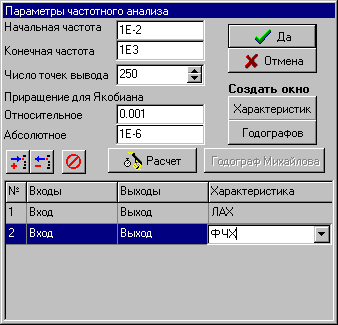 Параметры частотного анализа
Начальная частота 1E-2
Конечная частота 1E3
Число точек вывода 250
Да
Отмена
Приращение для Якобиана
Относительное 0.001
Абсолютное 1E-6
Создать окно
Характеристик
Годографов
Расчет
Годограф Михайлова
№ Входы Выходы Характеристика
1 Вход Выход ЛАХ
2 Вход Выход ФЧХ